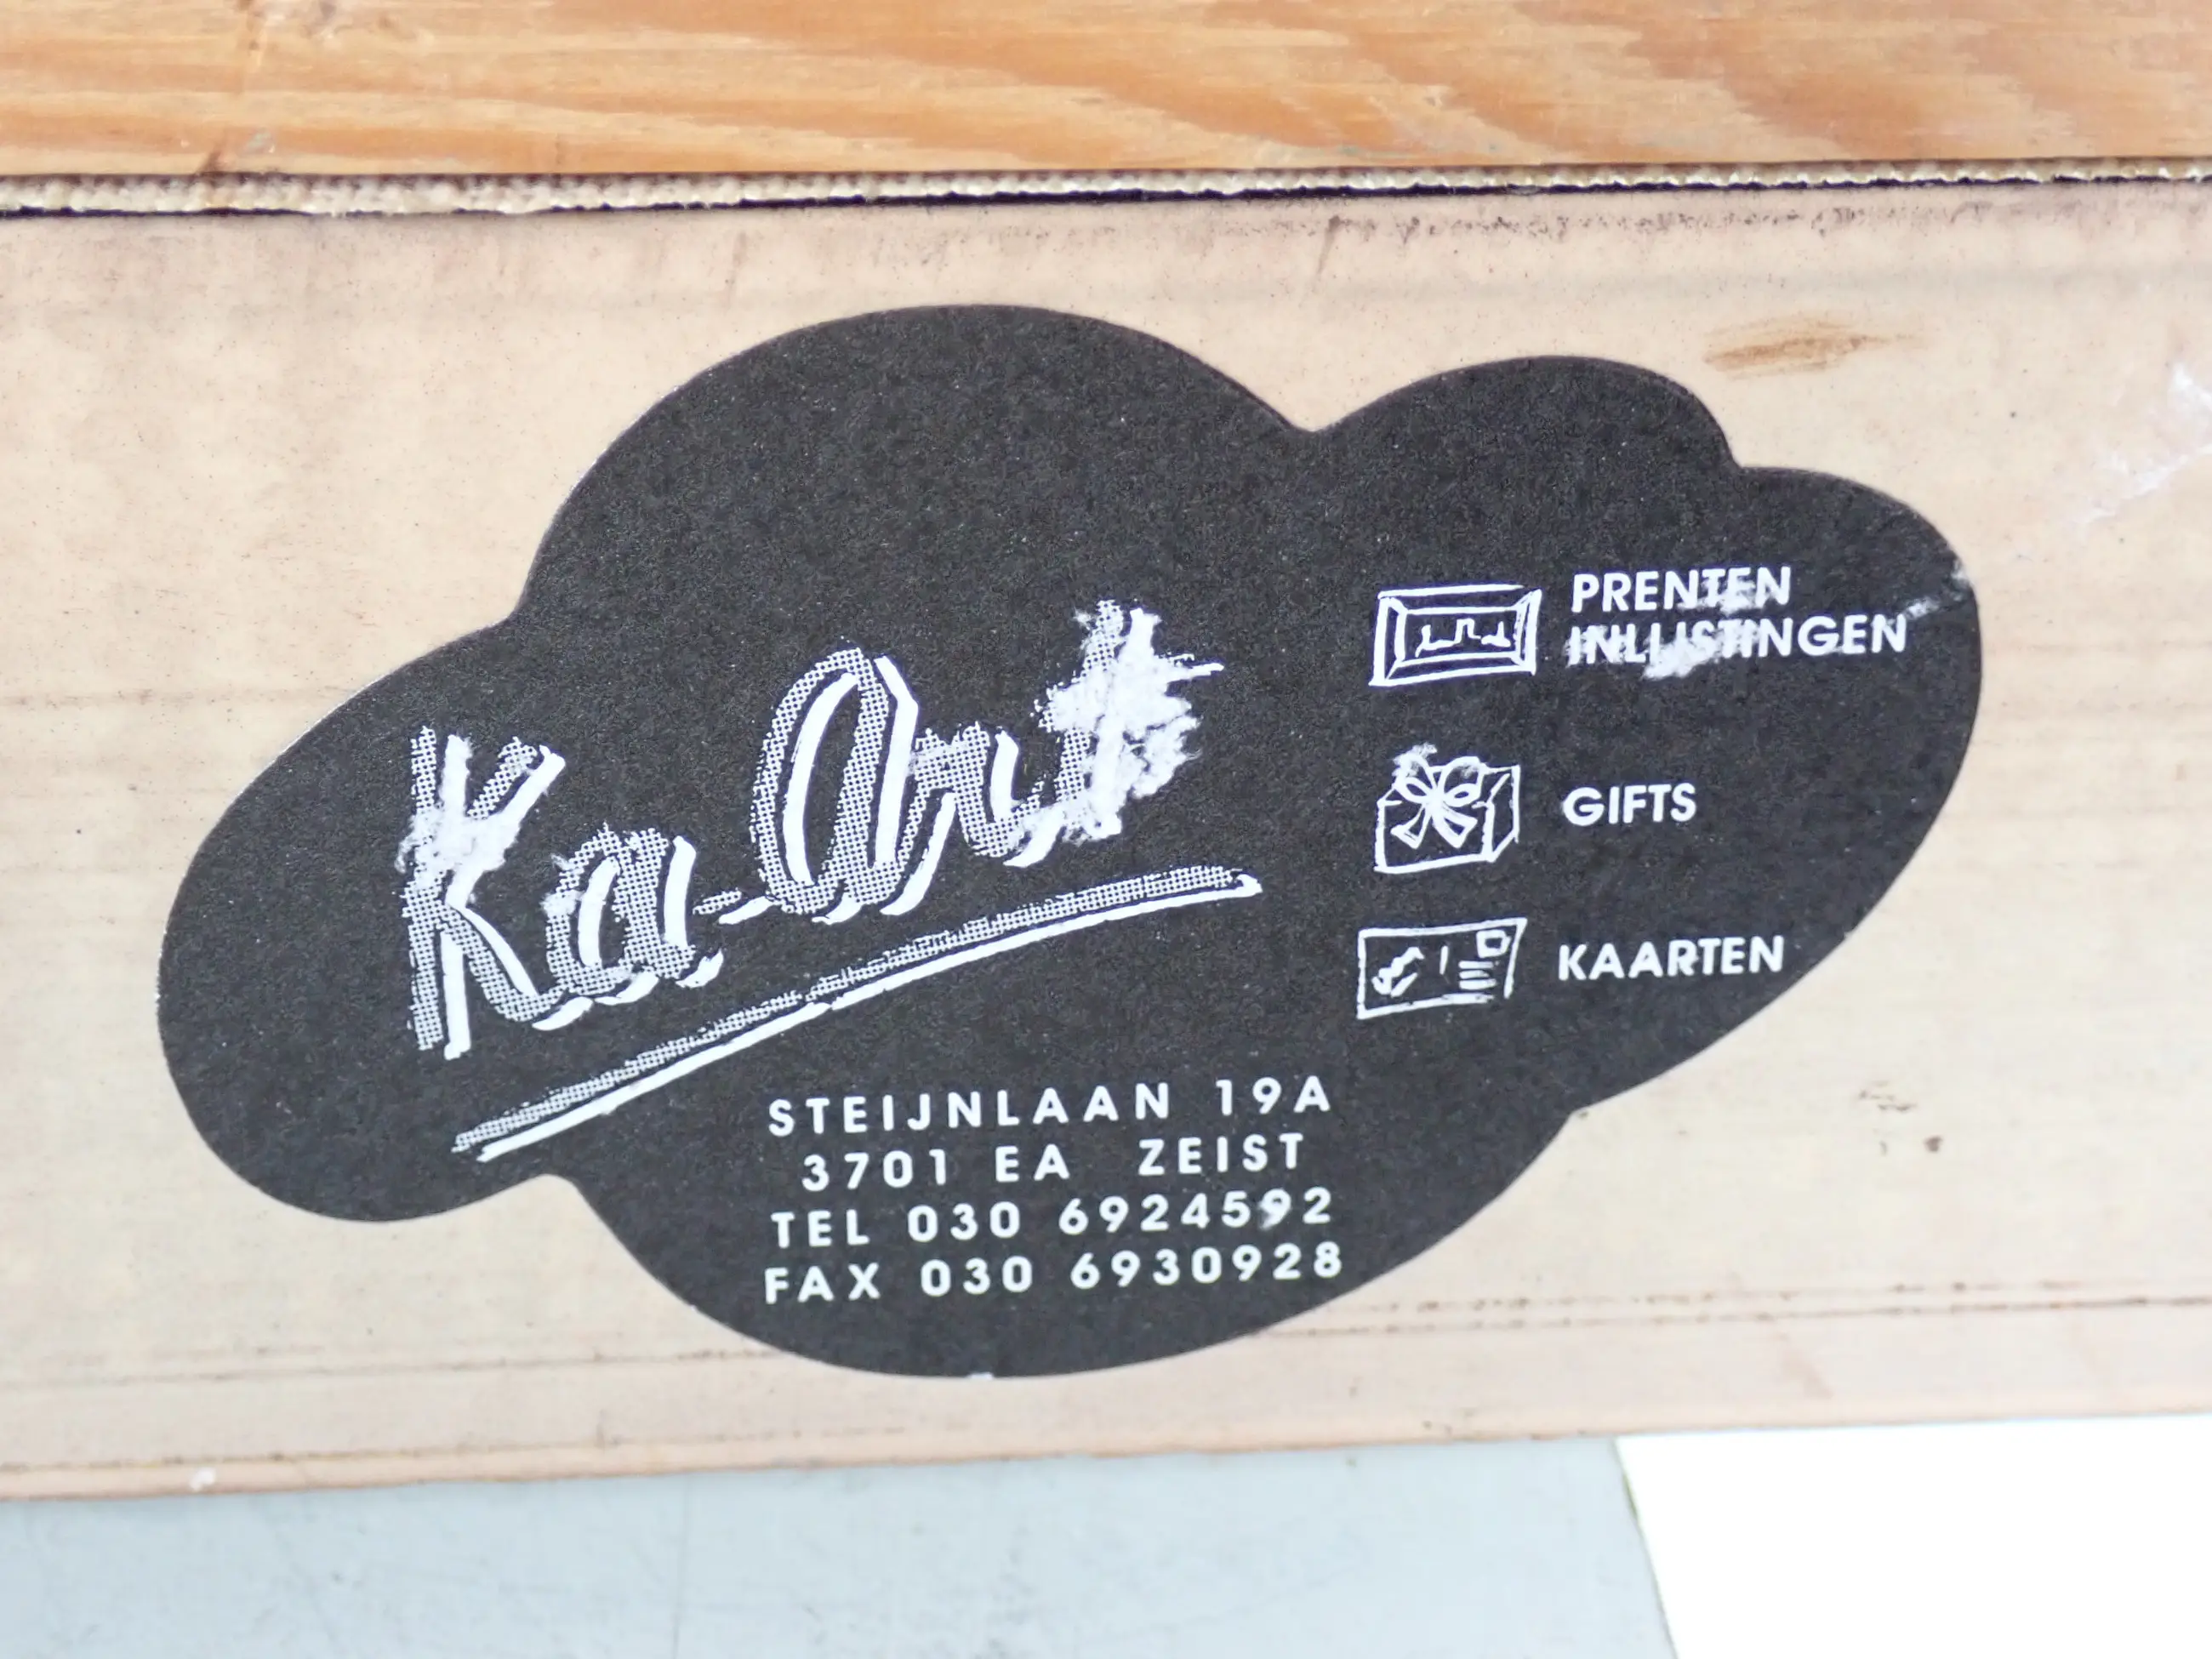 Ka-Art
PRENTEN
INLIJSTINGEN
GIFTS
KAARTEN
STEIJNLAAN 19A
3701 EA ZEIST
TEL 030 6924592
FAX 030 6930928